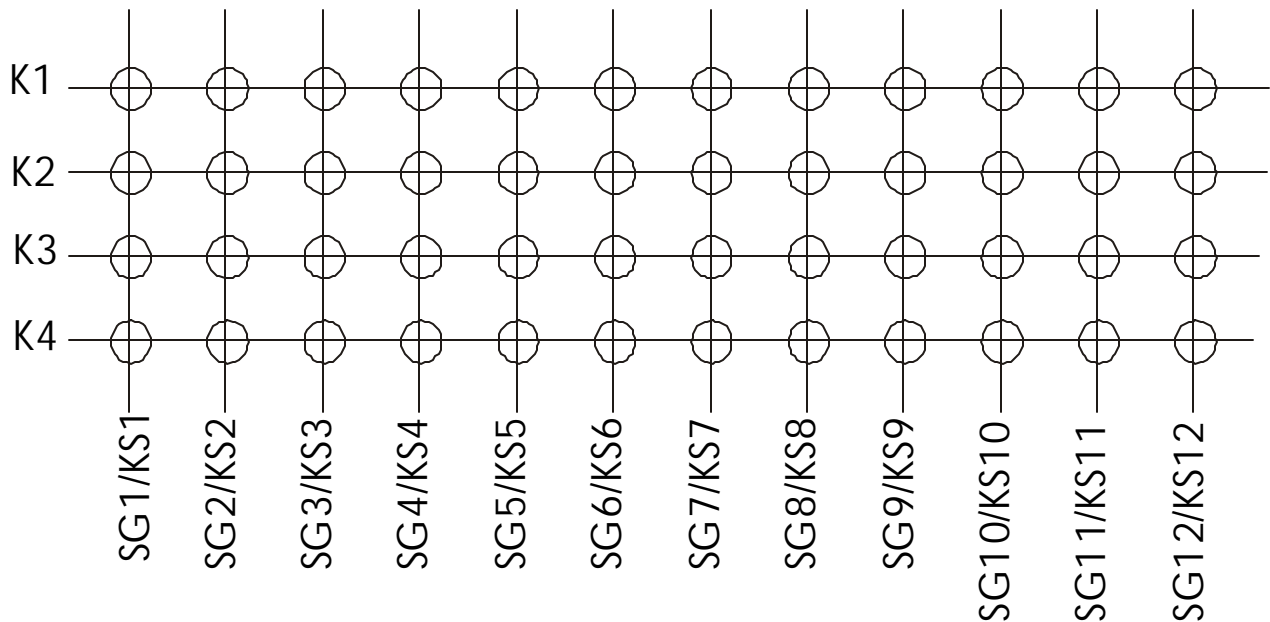 K1
K2
K3
K4
SG1/KS1
SG2/KS2
SG3/KS3
SG4/KS4
SG5/KS5
SG6/KS6
SG7/KS7
SG8/KS8
SG9/KS9
SG10/KS10
SG11/KS11
SG12/KS12